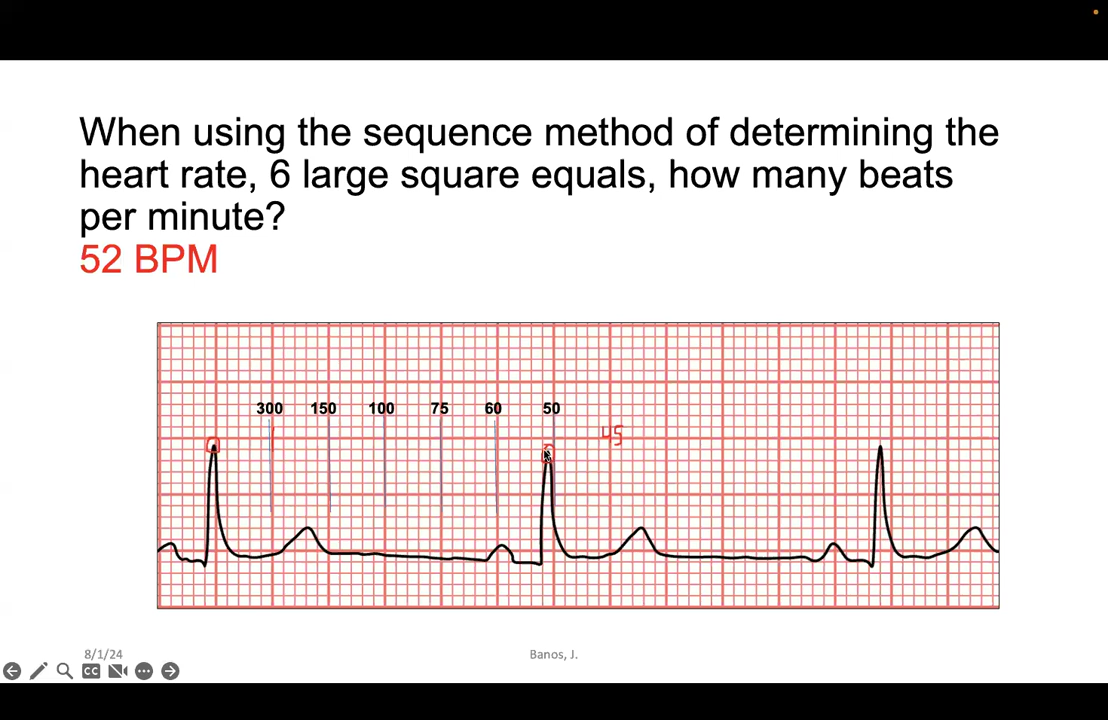 When using the sequence method of determining the
heart rate, 6 large square equals, how many beats
per minute?
52 BPM
300 150 100 75 60 50
45
8/1/24
Banos, J.
CC